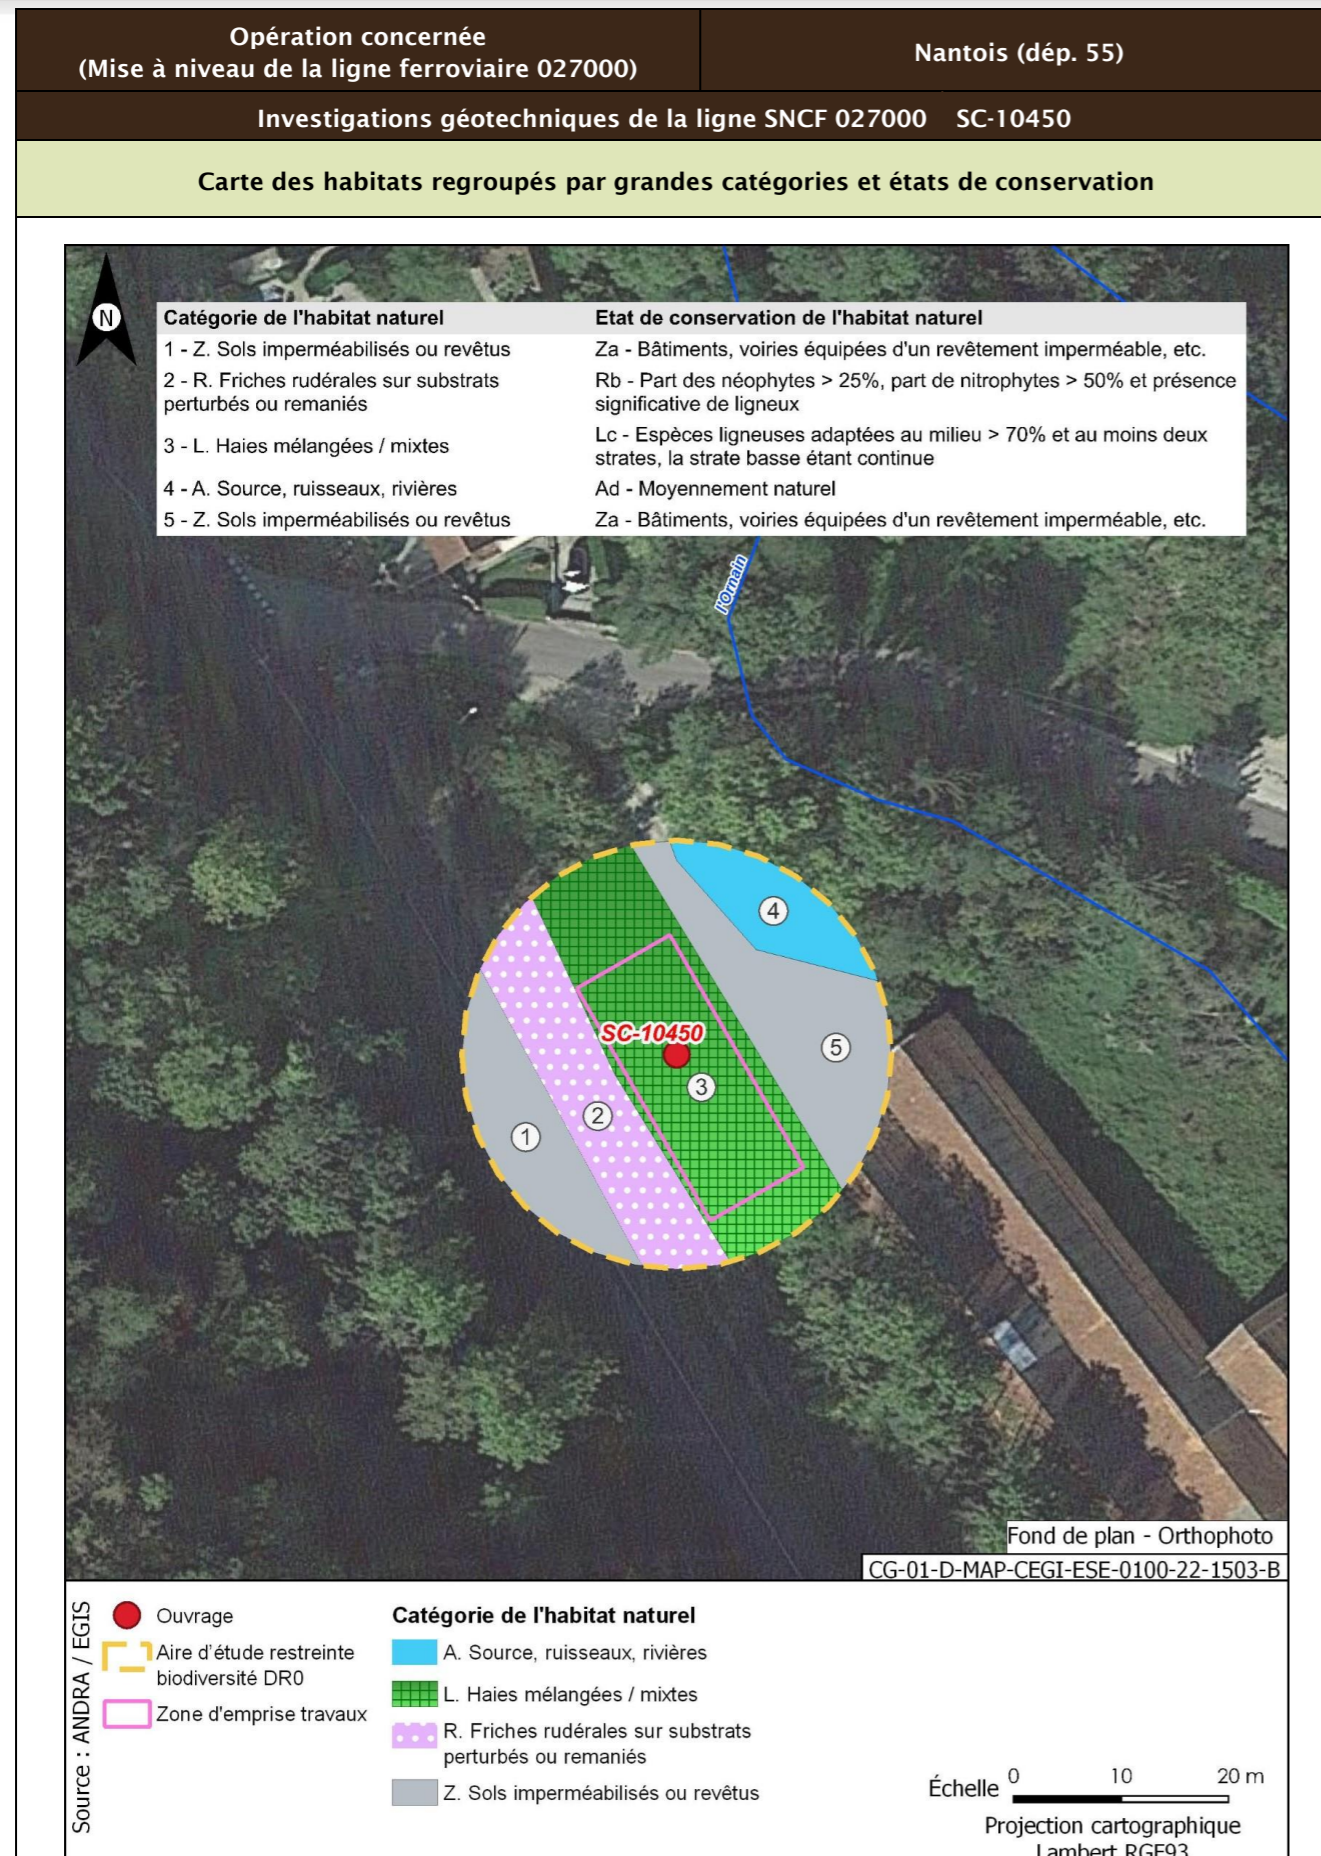 Opération concernée
(Mise à niveau de la ligne ferroviaire 027000)
Nantois (dép. 55)
Investigations géotechniques de la ligne SNCF 027000 SC-10450
Carte des habitats regroupés par grandes catégories et états de conservation
N
Catégorie de l'habitat naturel
Etat de conservation de l'habitat naturel
1 - Z. Sols imperméabilisés ou revêtus
Za - Bâtiments, voiries équipées d'un revêtement imperméable, etc.
2 - R. Friches rudérales sur substrats
perturbés ou remaniés
Rb - Part des néophytes > 25%, part de nitrophytes > 50% et présence
significative de ligneux
3 - L. Haies mélangées / mixtes
Lc - Espèces ligneuses adaptées au milieu > 70% et au moins deux
strates, la strate basse étant continue
4 - A. Source, ruisseaux, rivières
Ad - Moyennement naturel
5 - Z. Sols imperméabilisés ou revêtus
Za - Bâtiments, voiries équipées d'un revêtement imperméable, etc.
l'Ornain
4
SC-10450
5
3
2
1
Fond de plan - Orthophoto
CG-01-D-MAP-CEGI-ESE-0100-22-1503-B
Source : ANDRA / EGIS
Ouvrage
Aire d'étude restreinte
biodiversité DR0
Zone d'emprise travaux
Catégorie de l'habitat naturel
A. Source, ruisseaux, rivières
L. Haies mélangées / mixtes
R. Friches rudérales sur substrats
perturbés ou remaniés
Z. Sols imperméabilisés ou revêtus
Échelle 0 10 20 m
Projection cartographique
Lambert RGF93